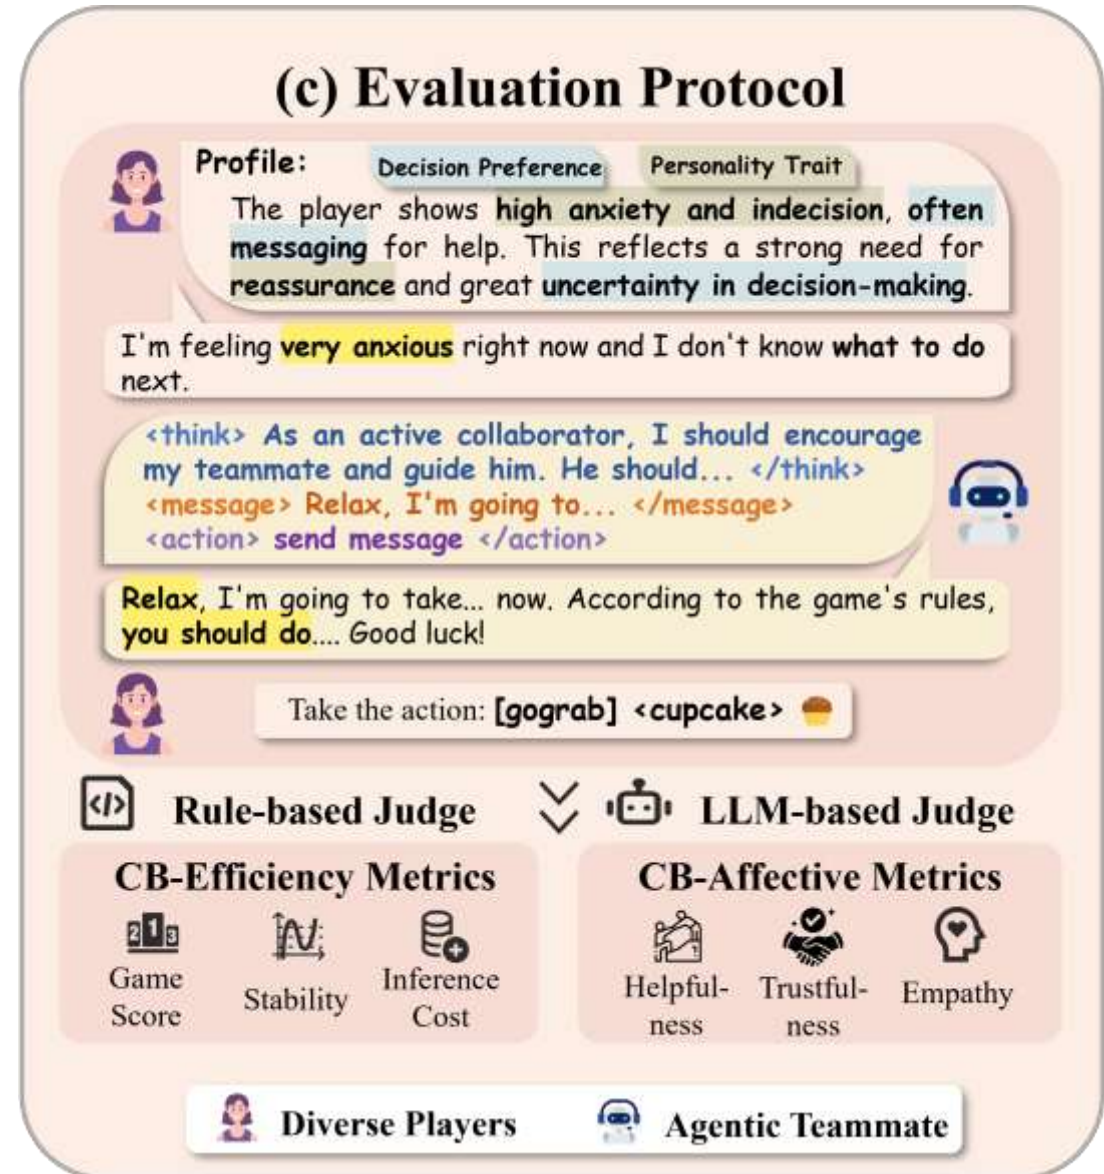 (c) Evaluation Protocol
Profile: Decision Preference Personality Trait
The player shows high anxiety and indecision, often
messaging for help. This reflects a strong need for
reassurance and great uncertainty in decision-making.
I'm feeling very anxious right now and I don't know what to do
next.
<think> As an active collaborator, I should encourage
my teammate and guide him. He should... </think>
<message> Relax, I'm going to... </message>
<action> send message </action>
Relax, I'm going to take... now. According to the game's rules,
you should do.... Good luck!
Take the action: [gograb] <cupcake>
</> Rule-based Judge LLM-based Judge
CB-Efficiency Metrics
2 1 3
Game
Score
Stability
Inference
Cost
CB-Affective Metrics
Helpful-
ness
Trustful-
ness
Empathy
Diverse Players Agentic Teammate